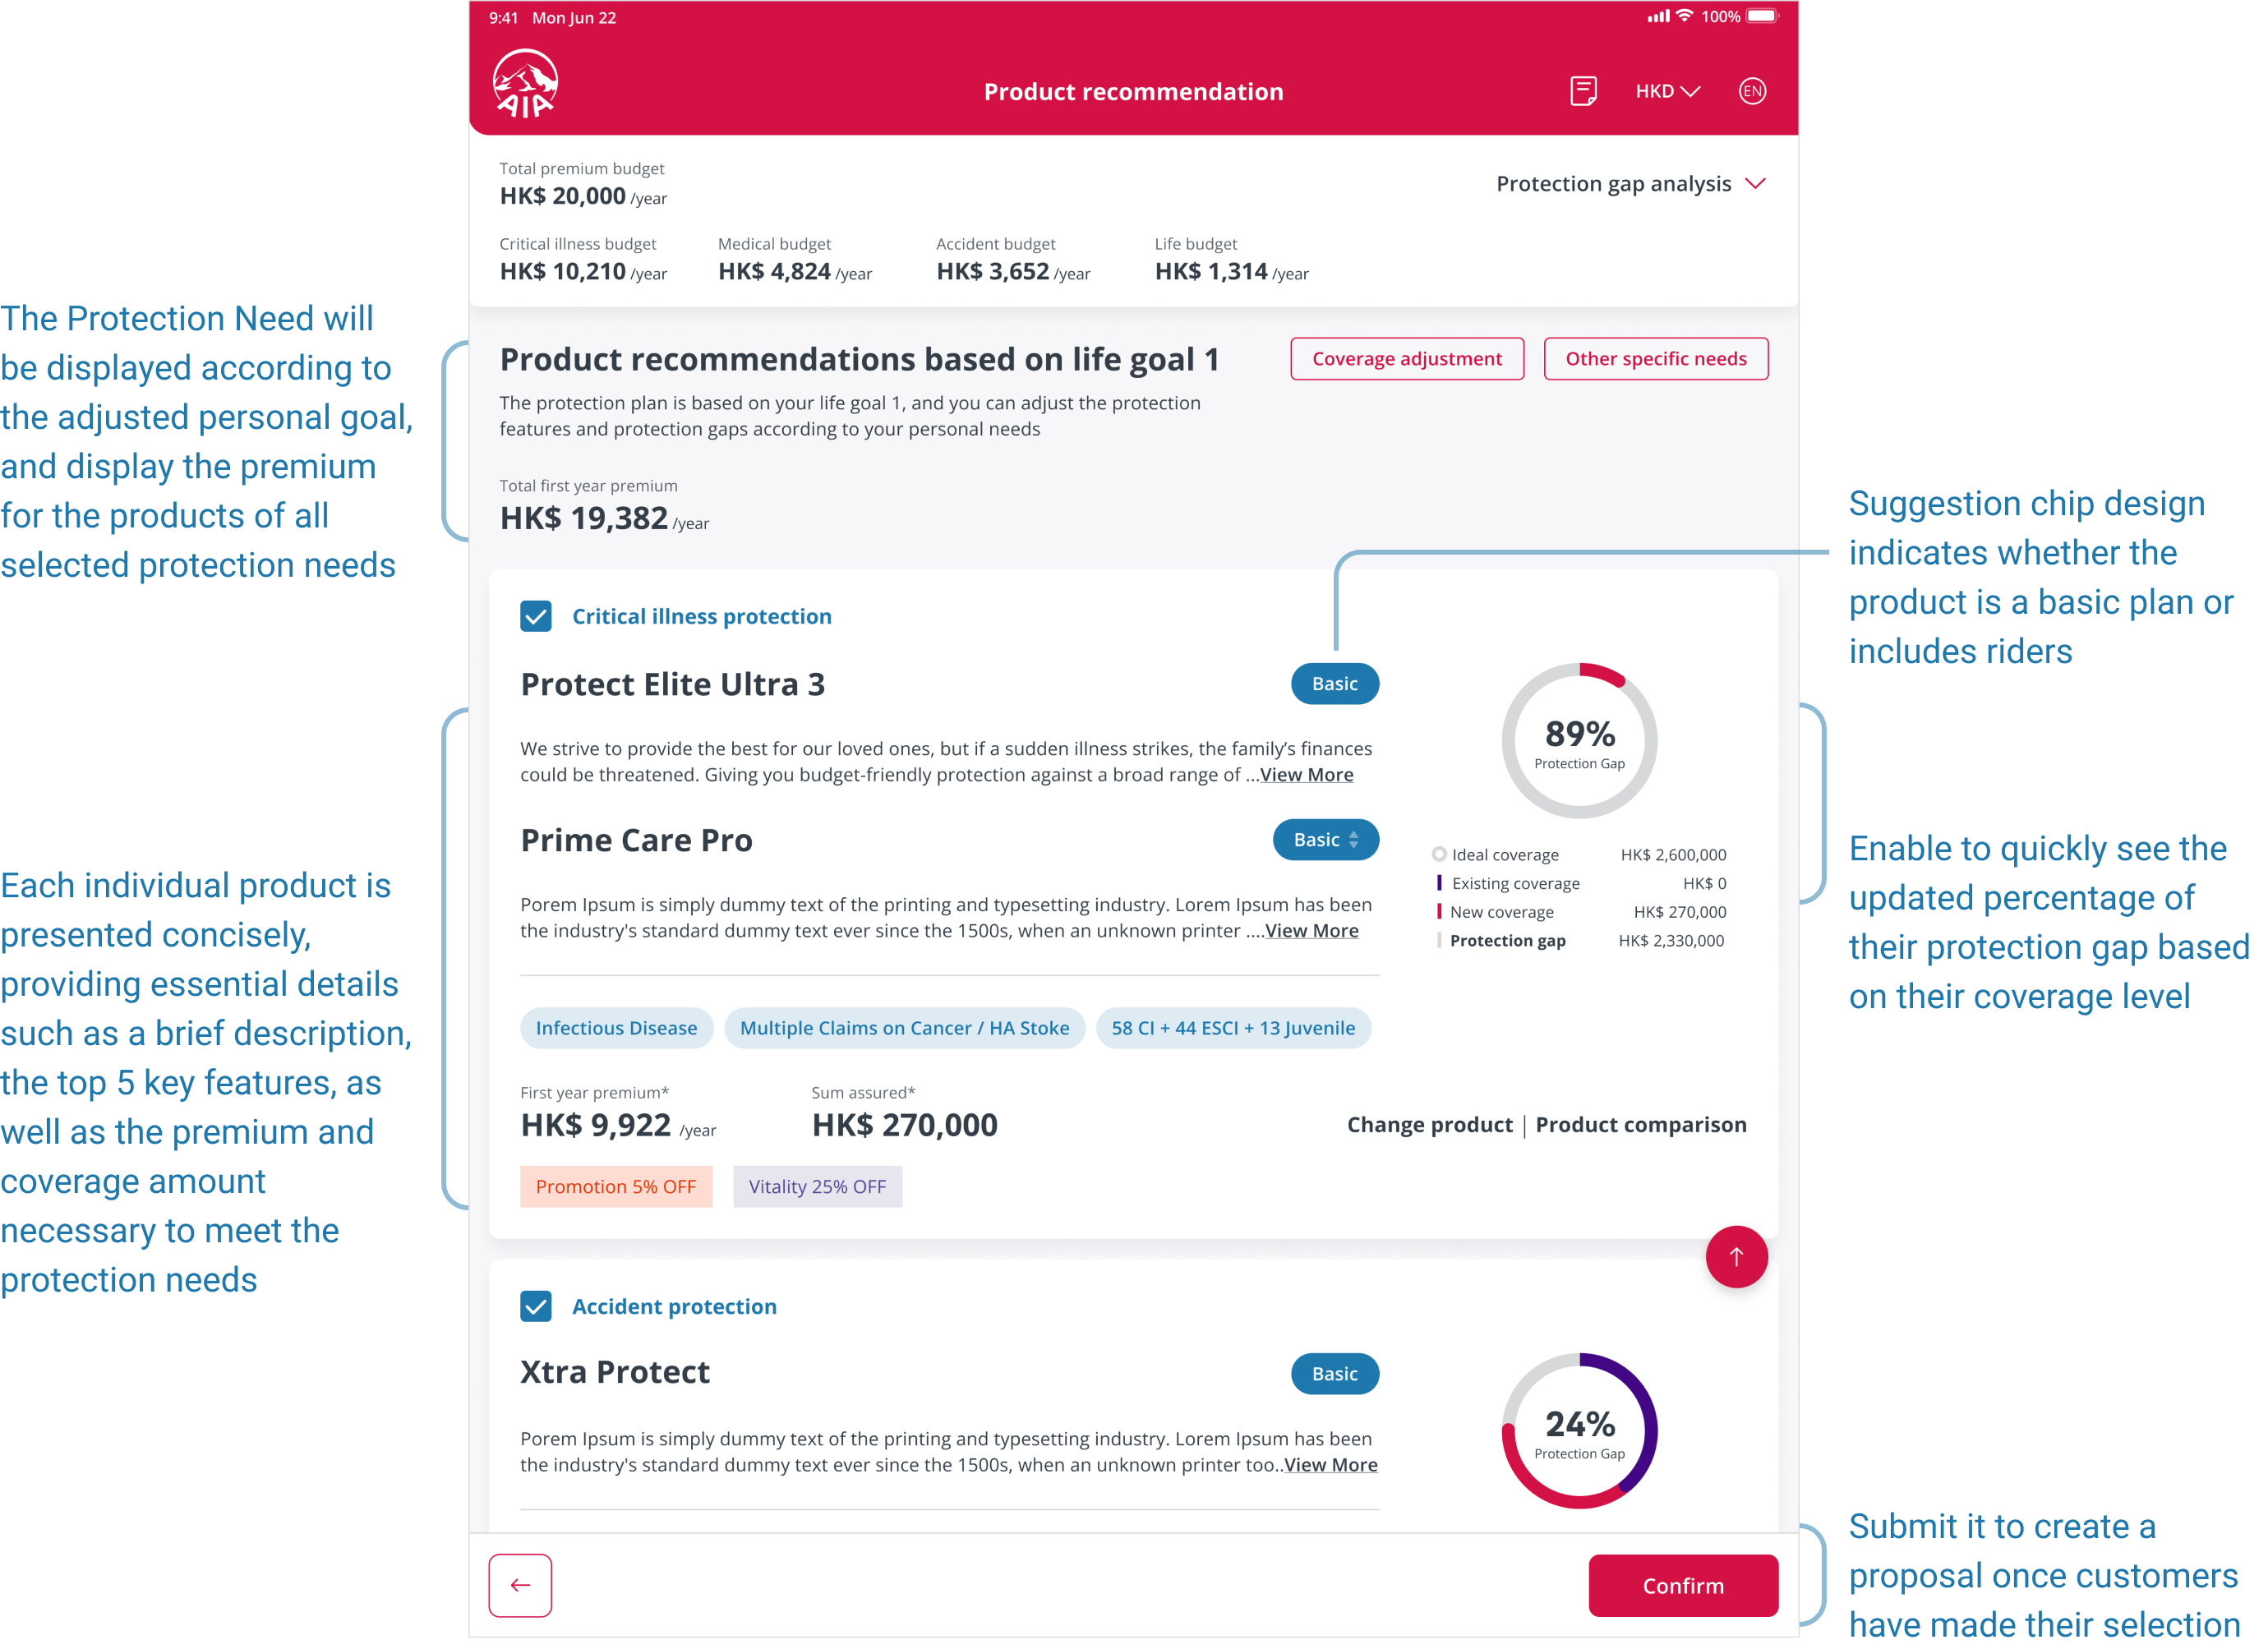 9:41 Mon Jun 22
100%
AIA
Product recommendation
HKD
EN
Total premium budget
HK$ 20,000 /year
Protection gap analysis
Critical illness budget
HK$ 10,210 /year
Medical budget
HK$ 4,824 /year
Accident budget
HK$ 3,652 /year
Life budget
HK$ 1,314 /year
The Protection Need will
be displayed according to
the adjusted personal goal,
and display the premium
for the products of all
selected protection needs
Product recommendations based on life goal 1
Coverage adjustment
Other specific needs
The protection plan is based on your life goal 1, and you can adjust the protection
features and protection gaps according to your personal needs
Total first year premium
HK$ 19,382 /year
Suggestion chip design
indicates whether the
product is a basic plan or
includes riders
Critical illness protection
Protect Elite Ultra 3
Basic
We strive to provide the best for our loved ones, but if a sudden illness strikes, the family’s finances
could be threatened. Giving you budget-friendly protection against a broad range of ...View More
89%
Protection Gap
Prime Care Pro
Basic
Porem Ipsum is simply dummy text of the printing and typesetting industry. Lorem Ipsum has been
the industry's standard dummy text ever since the 1500s, when an unknown printer ....View More
Ideal coverage HK$ 2,600,000
Existing coverage HK$ 0
New coverage HK$ 270,000
Protection gap HK$ 2,330,000
Enable to quickly see the
updated percentage of
their protection gap based
on their coverage level
Each individual product is
presented concisely,
providing essential details
such as a brief description,
the top 5 key features, as
well as the premium and
coverage amount
necessary to meet the
protection needs
Infectious Disease
Multiple Claims on Cancer / HA Stoke
58 CI + 44 ESCI + 13 Juvenile
First year premium*
HK$ 9,922 /year
Sum assured*
HK$ 270,000
Change product | Product comparison
Promotion 5% OFF
Vitality 25% OFF
Accident protection
Xtra Protect
Basic
Porem Ipsum is simply dummy text of the printing and typesetting industry. Lorem Ipsum has been
the industry's standard dummy text ever since the 1500s, when an unknown printer too..View More
24%
Protection Gap
Confirm
Submit it to create a
proposal once customers
have made their selection